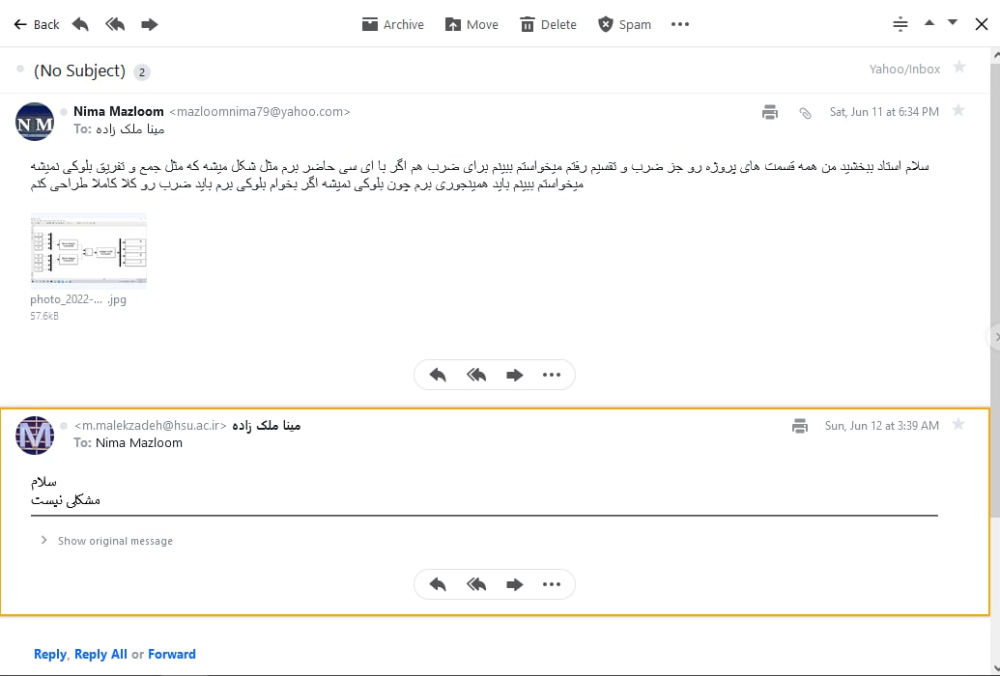 Back
Archive
Move
Delete
Spam
(No Subject) 2
Yahoo/Inbox
NM
Nima Mazloom <mazloomnima79@yahoo.com>
Sat, Jun 11 at 6:34 PM
To: مینا ملک زاده
سلام استاد ببخشید من همه قسمت های پروژه رو جز ضرب و تقسیم رفتم میخواستم ببینم برای ضرب هم اگر با ای سی حاضر برم مثل شکل میشه که مثل جمع و تفریق بلوکی نمیشه
میخواستم ببینم باید همینجوری برم چون بلوکی نمیشه اگر بخوام بلوکی برم باید ضرب رو کلا کاملا طراحی کنم
photo_2022-... .jpg
57.6kB
M
<m.malekzadeh@hsu.ac.ir> مینا ملک زاده
Sun, Jun 12 at 3:39 AM
To: Nima Mazloom
سلام
مشکلی نیست
Show original message
Reply, Reply All or Forward